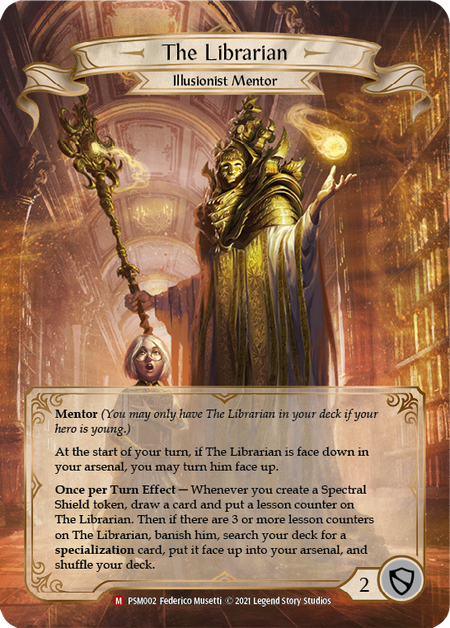 The Librarian
Illusionist Mentor
Mentor (You may only have The Librarian in your deck if your
hero is young.)
At the start of your turn, if The Librarian is face down in
your arsenal, you may turn him face up.
Once per Turn Effect — Whenever you create a Spectral
Shield token, draw a card and put a lesson counter on
The Librarian. Then if there are 3 or more lesson counters
on The Librarian, banish him, search your deck for a
specialization card, put it face up into your arsenal, and
shuffle your deck.
2
M PSM002 Federico Musetti © 2021 Legend Story Studios